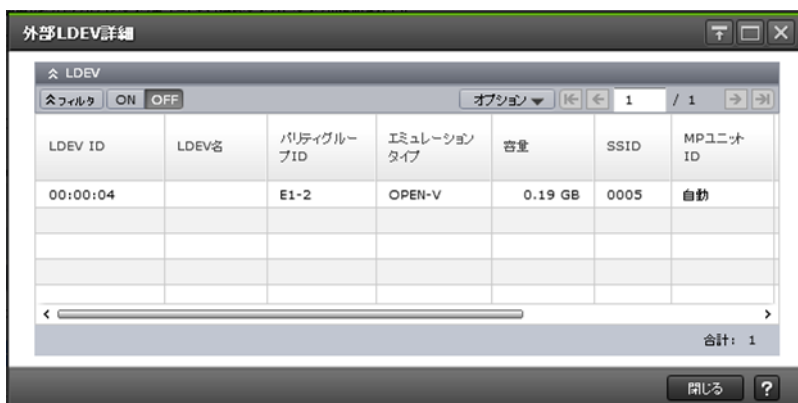 外部LDEV詳細
LDEV
フィルタ ON OFF オプション 1 / 1
LDEV ID LDEV名 パリティグループID エミュレーションタイプ 容量 SSID MPユニットID
00:00:04 E1-2 OPEN-V 0.19 GB 0005 自動
合計: 1
閉じる ?